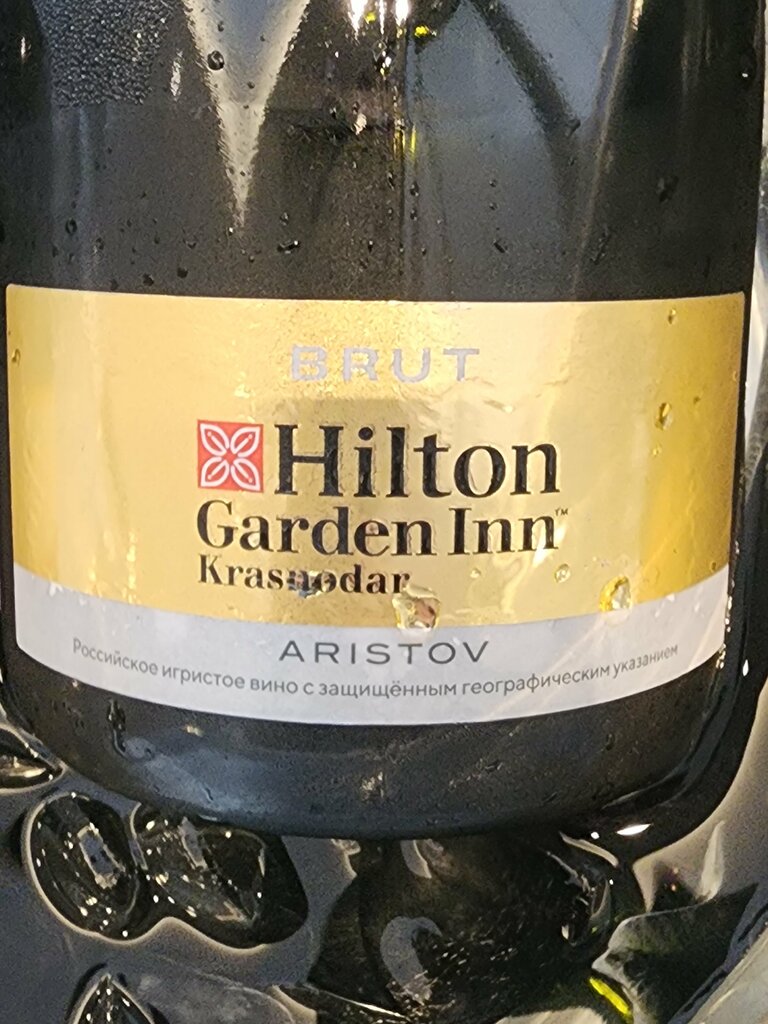 BRUT
Hilton
Garden Inn™
Krasnodar
ARISTOV
Российское игристое вино с защищённым географическим указанием